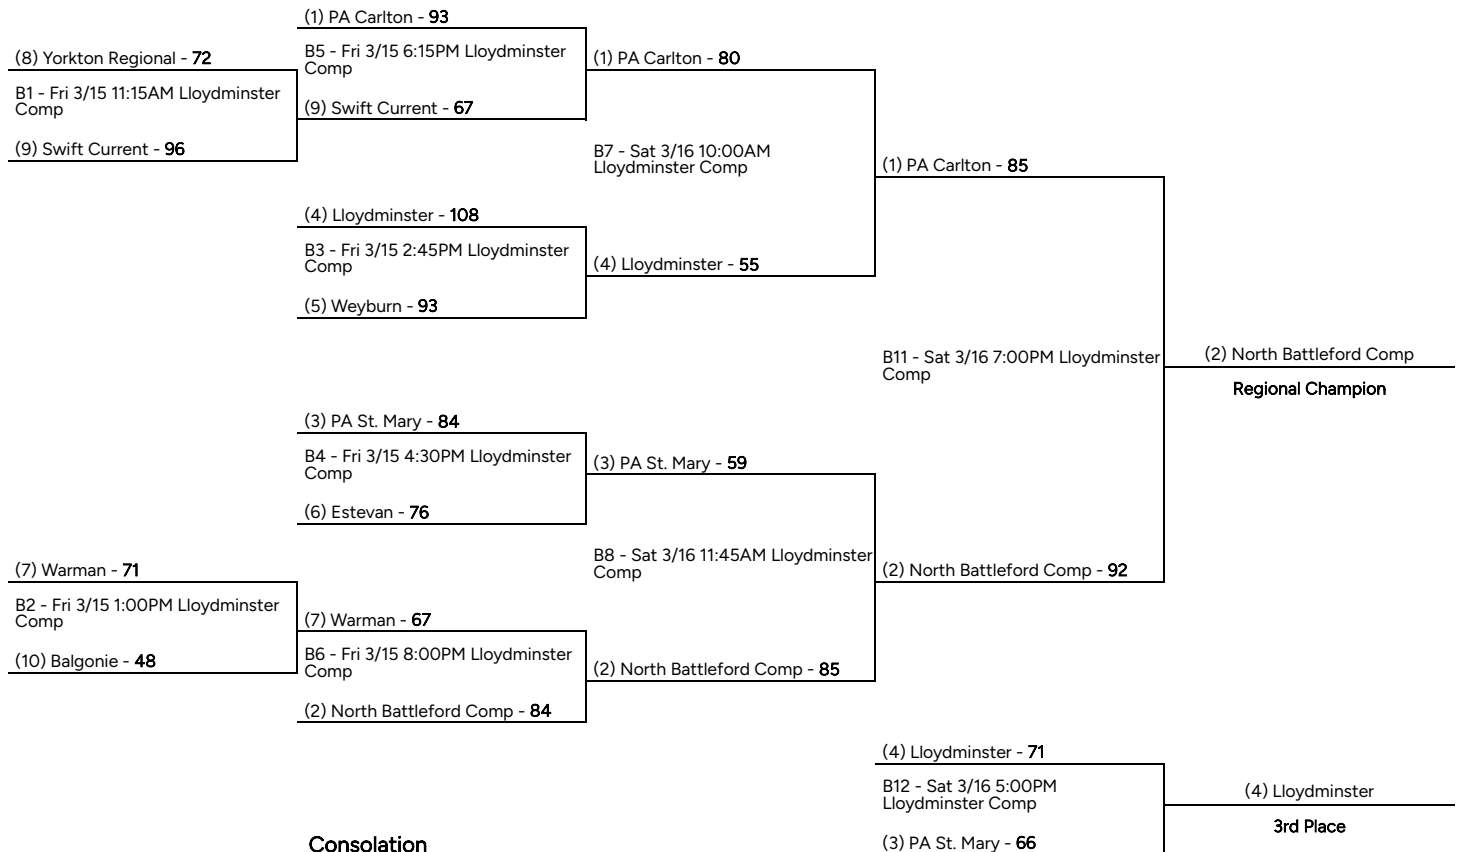 (1) PA Carlton - 93
(8) Yorkton Regional - 72
B5 - Fri 3/15 6:15PM Lloydminster
Comp
(1) PA Carlton - 80
B1 - Fri 3/15 11:15AM Lloydminster
Comp
(9) Swift Current - 67
(9) Swift Current - 96
B7 - Sat 3/16 10:00AM
Lloydminster Comp
(1) PA Carlton - 85
(4) Lloydminster - 108
B3 - Fri 3/15 2:45PM Lloydminster
Comp
(4) Lloydminster - 55
(5) Weyburn - 93
B11 - Sat 3/16 7:00PM Lloydminster
Comp
(2) North Battleford Comp
Regional Champion
(3) PA St. Mary - 84
B4 - Fri 3/15 4:30PM Lloydminster
Comp
(3) PA St. Mary - 59
(6) Estevan - 76
B8 - Sat 3/16 11:45AM Lloydminster
Comp
(2) North Battleford Comp - 92
(7) Warman - 71
B2 - Fri 3/15 1:00PM Lloydminster
Comp
(7) Warman - 67
(10) Balgonie - 48
B6 - Fri 3/15 8:00PM Lloydminster
Comp
(2) North Battleford Comp - 85
(2) North Battleford Comp - 84
(4) Lloydminster - 71
B12 - Sat 3/16 5:00PM
Lloydminster Comp
(4) Lloydminster
3rd Place
(3) PA St. Mary - 66
Consolation